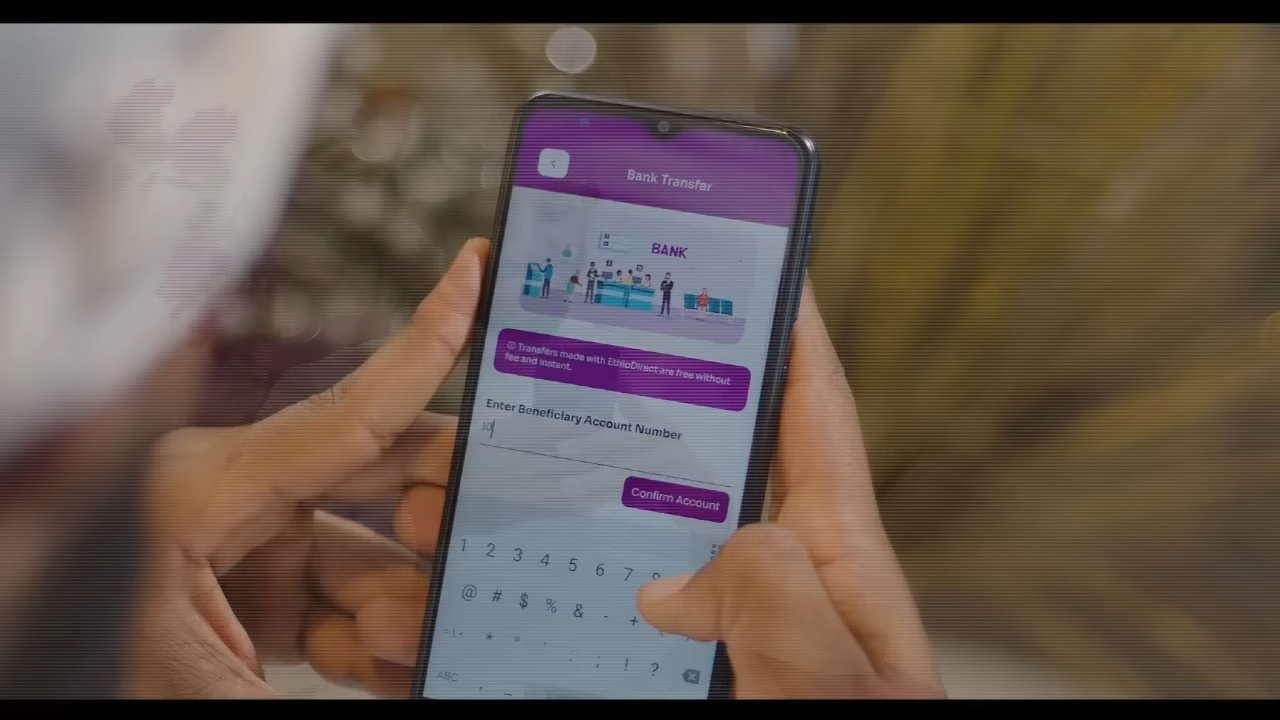 Bank Transfer
BANK
Transfers made with EthioDirect are free without
fee and instant.
Enter Beneficiary Account Number
10
Confirm Account
1 2 3 4 5 6 7
@ # $ % & - +
* " ' : ; ! ?
ABC , _